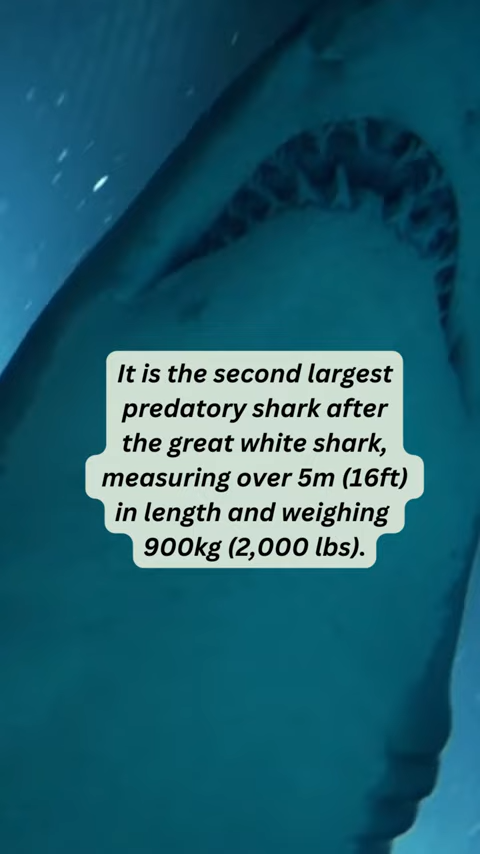 It is the second largest
predatory shark after
the great white shark,
measuring over 5m (16ft)
in length and weighing
900kg (2,000 lbs).